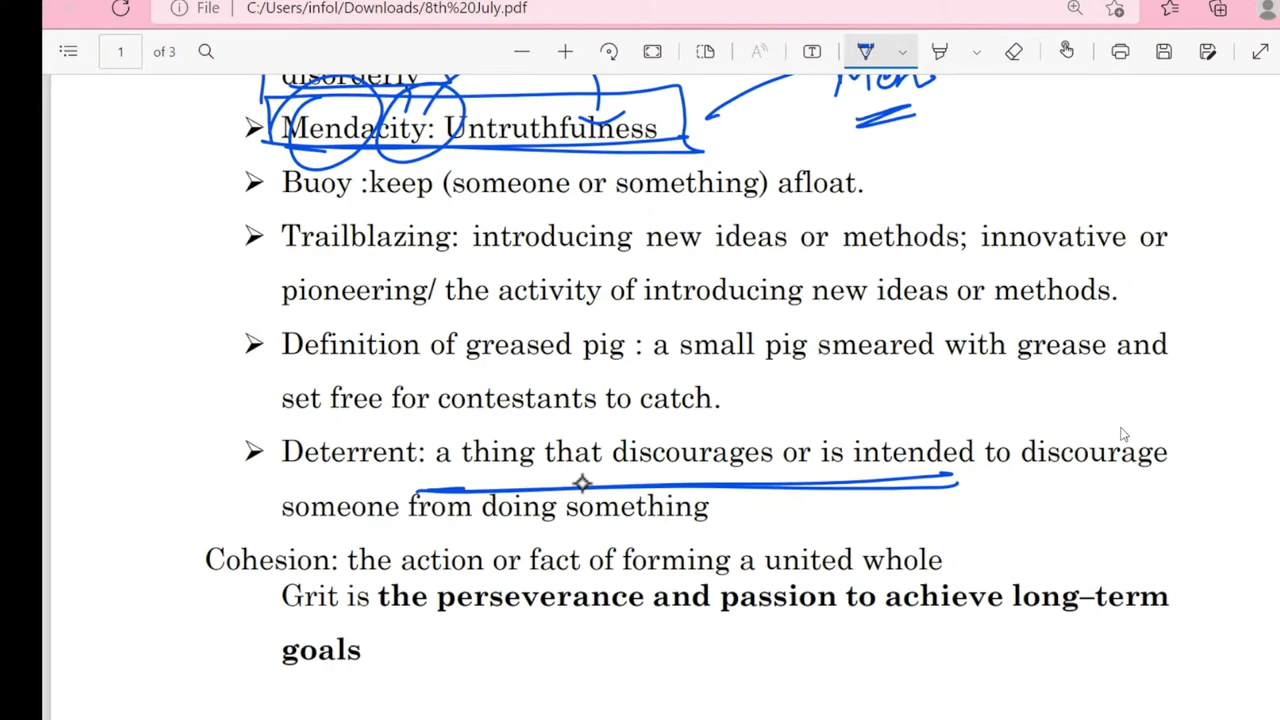 File C:/Users/infol/Downloads/8th%20July.pdf
1 of 3
disorderly
Men
➢ Mendacity: Untruthfulness
➢ Buoy :keep (someone or something) afloat.
➢ Trailblazing: introducing new ideas or methods; innovative or
pioneering/ the activity of introducing new ideas or methods.
➢ Definition of greased pig : a small pig smeared with grease and
set free for contestants to catch.
➢ Deterrent: a thing that discourages or is intended to discourage
someone from doing something
Cohesion: the action or fact of forming a united whole
Grit is the perseverance and passion to achieve long–term
goals